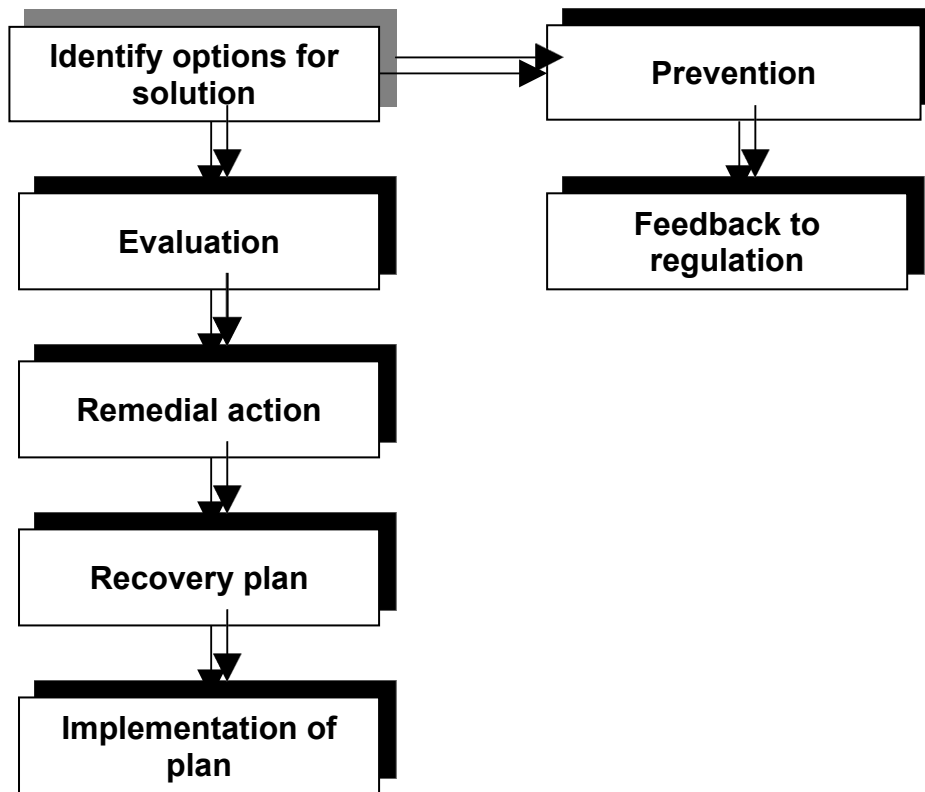 Identify options for
solution
Prevention
Evaluation
Feedback to
regulation
Remedial action
Recovery plan
Implementation of
plan